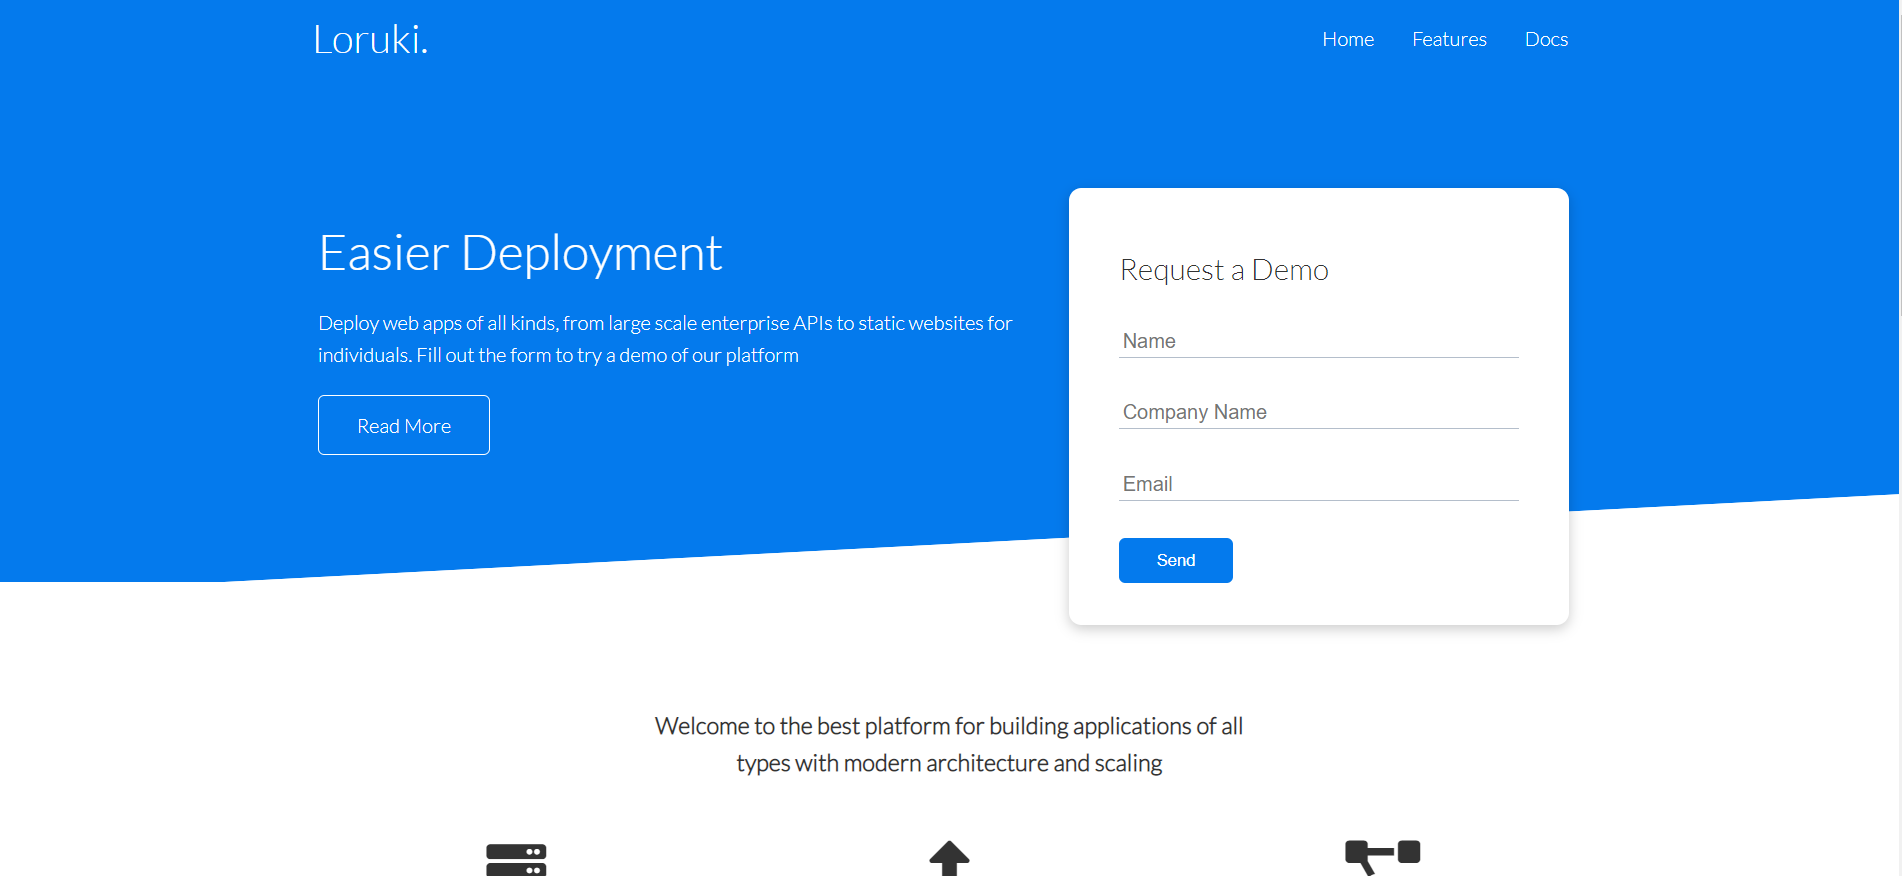 Loruki.
Home Features Docs
Easier Deployment
Deploy web apps of all kinds, from large scale enterprise APIs to static websites for
individuals. Fill out the form to try a demo of our platform
Read More
Request a Demo
Name
Company Name
Email
Send
Welcome to the best platform for building applications of all
types with modern architecture and scaling